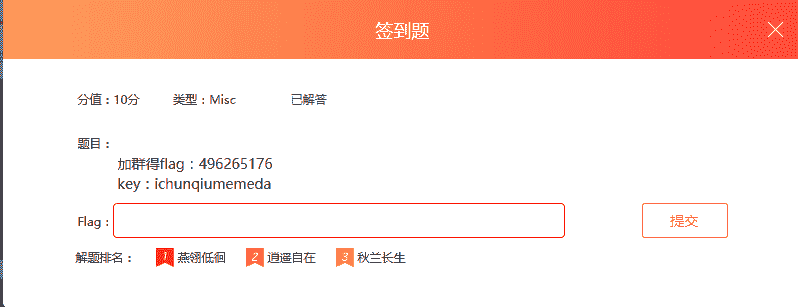 签到题
分值：10分 类型：Misc 已解答
题目：
加群得flag：496265176
key：ichunqiumemeda
Flag：
提交
解题排名： 1 燕翎低徊 2 逍遥自在 3 秋兰长生